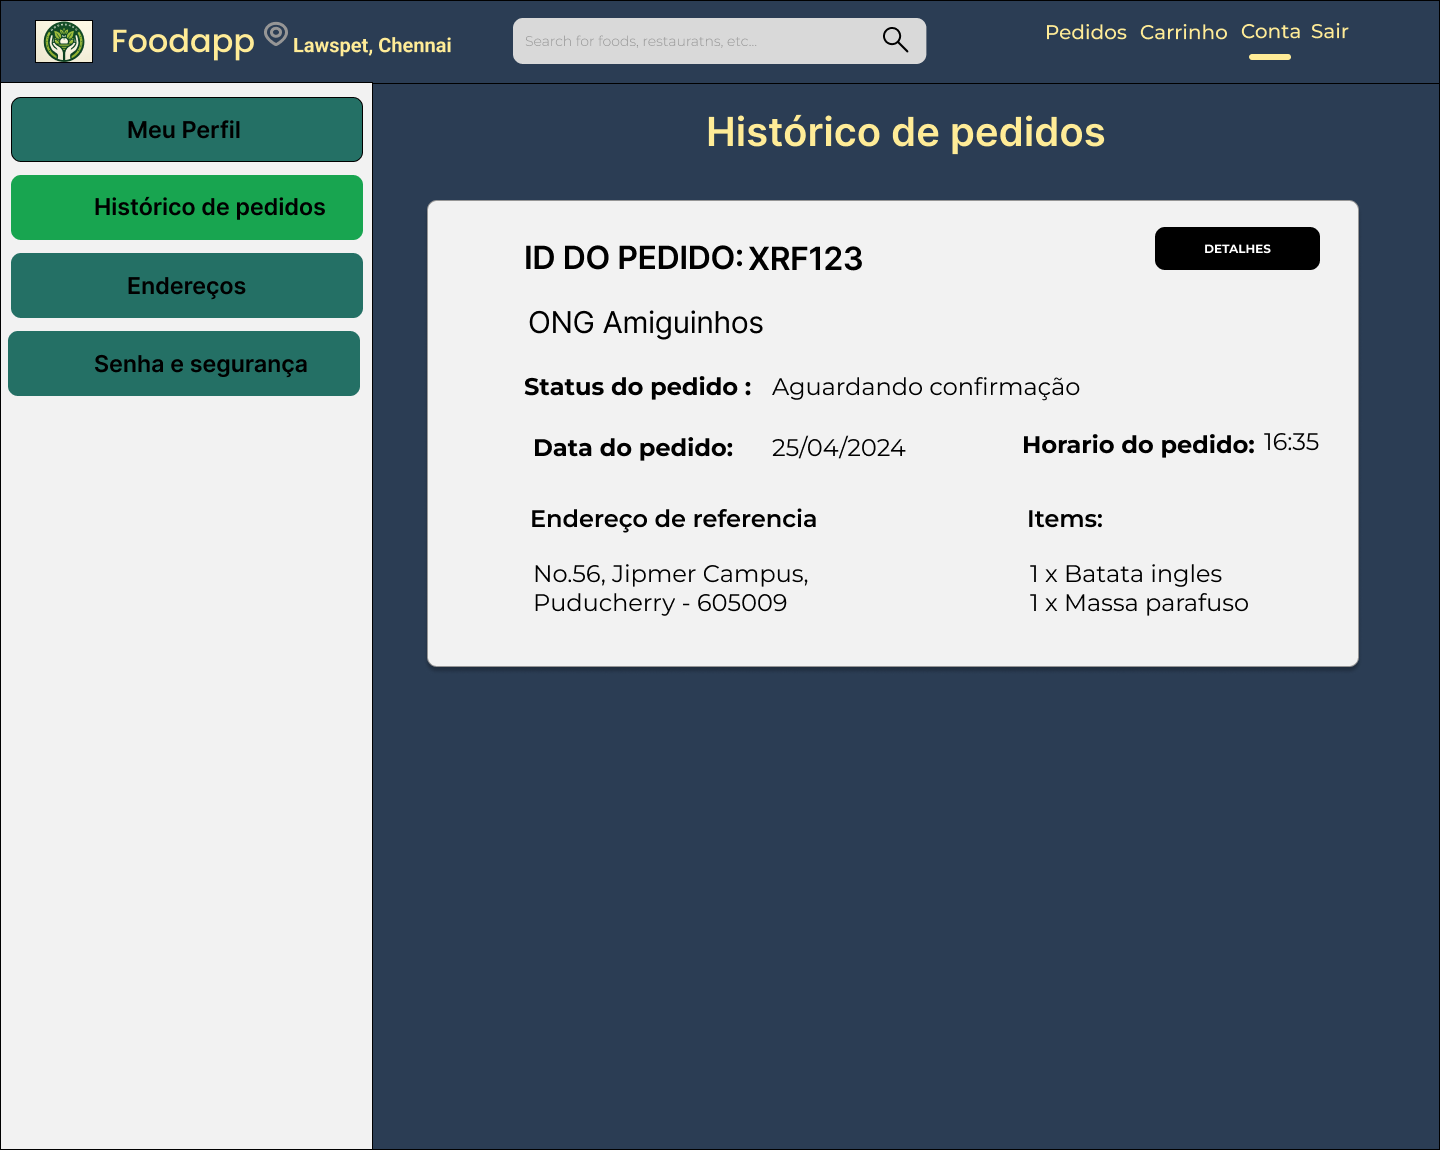 Foodapp
Lawspet, Chennai
Search for foods, restauratns, etc...
Pedidos Carrinho Conta Sair
Meu Perfil
Histórico de pedidos
Endereços
Senha e segurança
Histórico de pedidos
ID DO PEDIDO: XRF123
DETALHES
ONG Amiguinhos
Status do pedido : Aguardando confirmação
Data do pedido: 25/04/2024
Horario do pedido: 16:35
Endereço de referencia
No.56, Jipmer Campus,
Puducherry - 605009
Items:
1 x Batata ingles
1 x Massa parafuso